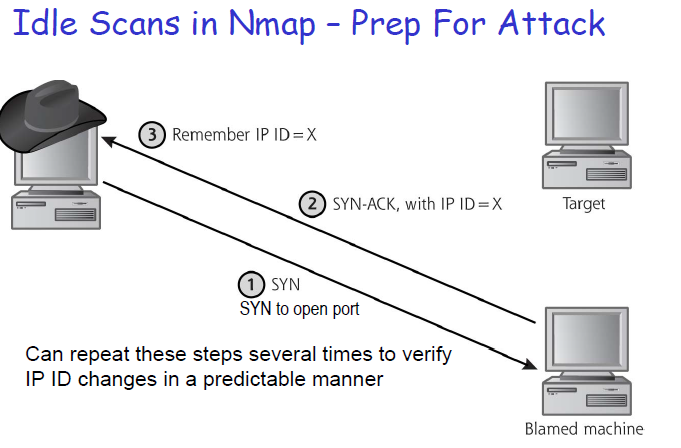 Idle Scans in Nmap – Prep For Attack
3 Remember IP ID = X
2 SYN-ACK, with IP ID = X
Target
1 SYN
SYN to open port
Can repeat these steps several times to verify
IP ID changes in a predictable manner
Blamed machine